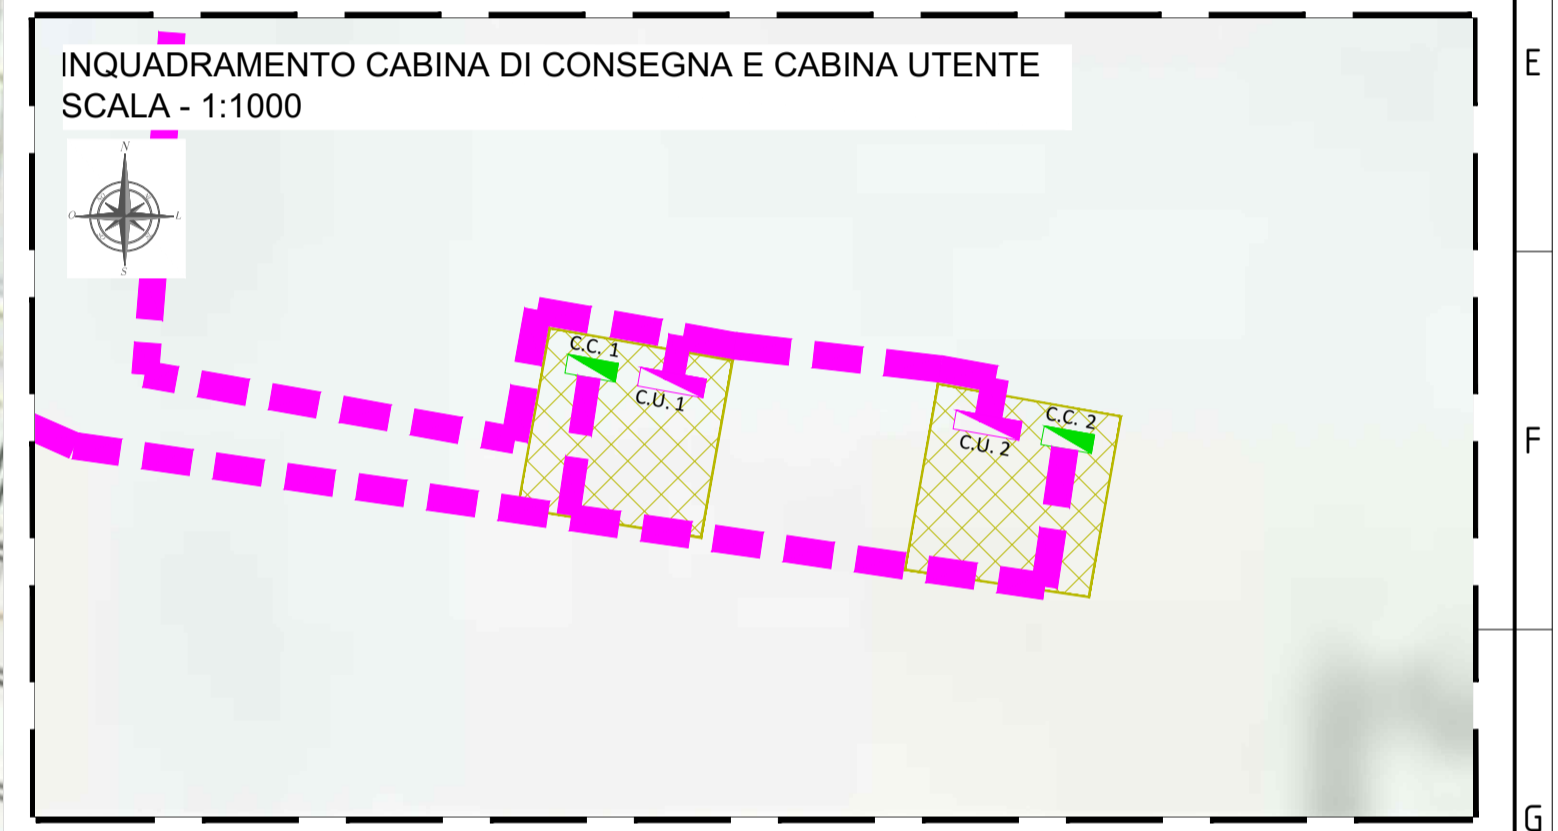 INQUADRAMENTO CABINA DI CONSEGNA E CABINA UTENTE
SCALA - 1:1000
N
O L
S
C.C. 1
C.U. 1
C.C. 2
C.U. 2
E
F
G